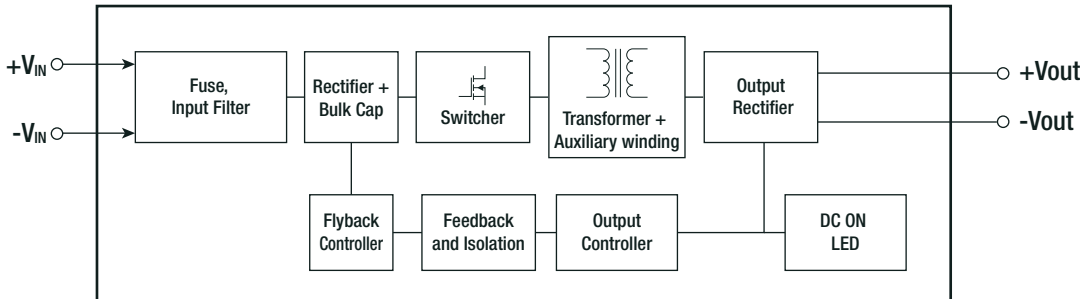 +VIN
-VIN
Fuse,
Input Filter
Rectifier +
Bulk Cap
Switcher
Transformer +
Auxiliary winding
Output
Rectifier
+Vout
-Vout
Flyback
Controller
Feedback
and Isolation
Output
Controller
DC ON
LED